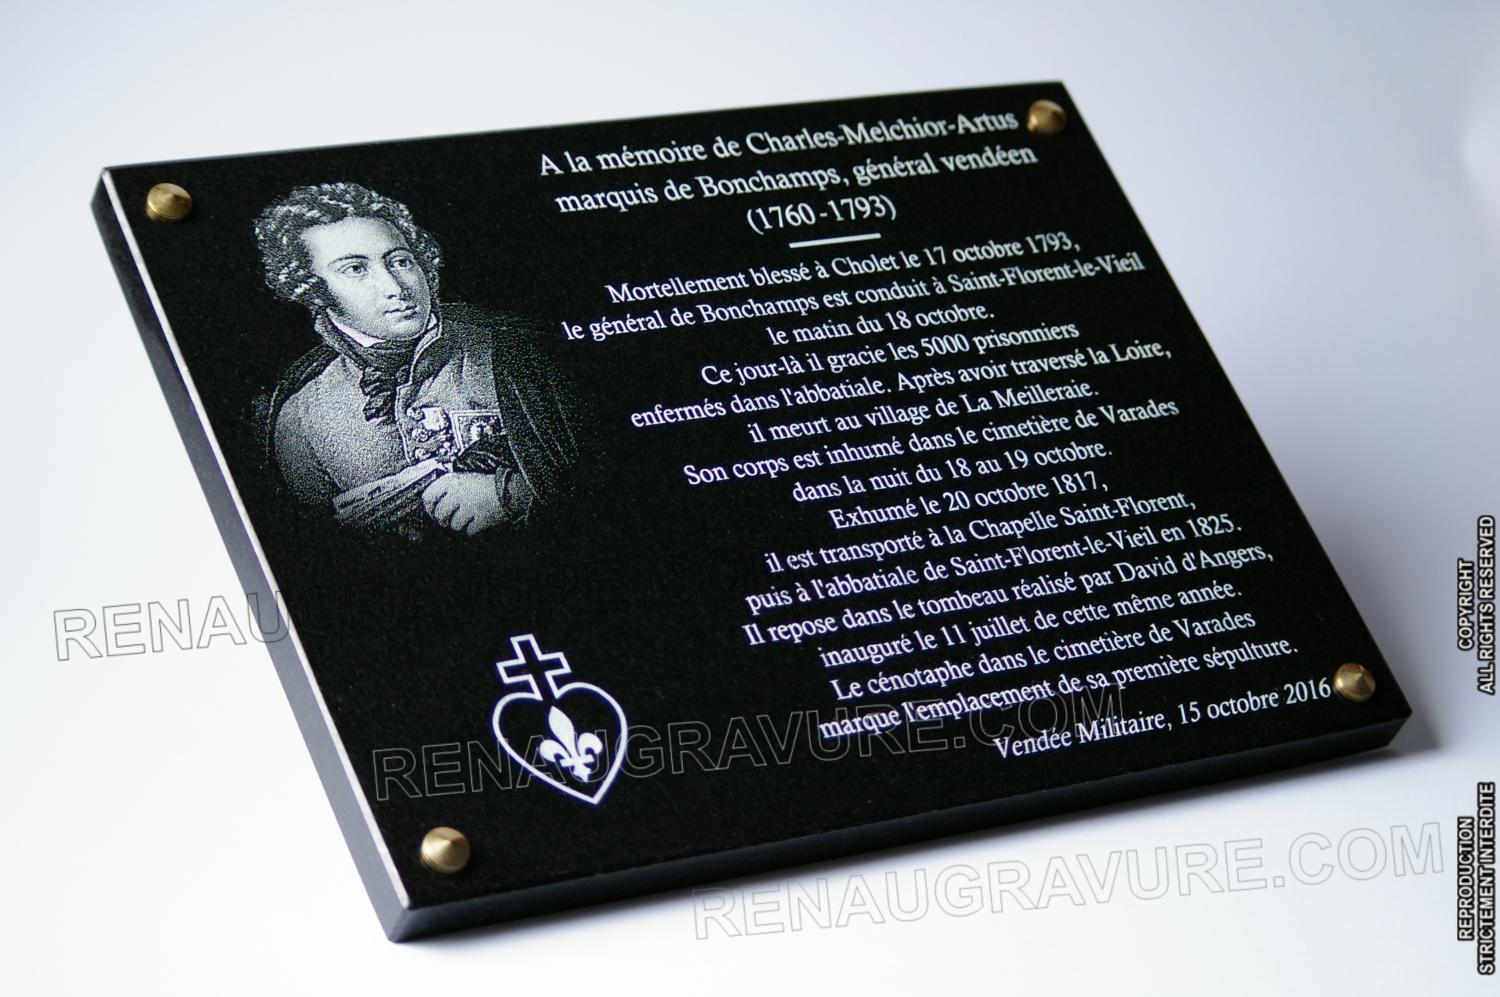 A la mémoire de Charles-Melchior-Artus
marquis de Bonchamps, général vendéen
(1760-1793)
Mortellement blessé à Cholet le 17 octobre 1793,
le général de Bonchamps est conduit à Saint-Florent-le-Vieil
le matin du 18 octobre.
Ce jour-là il gracie les 5000 prisonniers
enfermés dans l'abbatiale. Après avoir traversé la Loire,
il meurt au village de La Meilleraie.
Son corps est inhumé dans le cimetière de Varades
dans la nuit du 18 au 19 octobre.
Exhumé le 20 octobre 1817,
il est transporté à la Chapelle Saint-Florent,
puis à l'abbatiale de Saint-Florent-le-Vieil en 1825.
Il repose dans le tombeau réalisé par David d'Angers,
inauguré le 11 juillet de cette même année.
Le cénotaphe dans le cimetière de Varades
marque l'emplacement de sa première sépulture.
Vendée Militaire, 15 octobre 2016
RENAUGRAVURE.COM
RENAUGRAVURE.COM
RENAUGRAVURE.COM
COPYRIGHT
ALL RIGHTS RESERVED
REPRODUCTION
STRICTEMENT INTERDITE